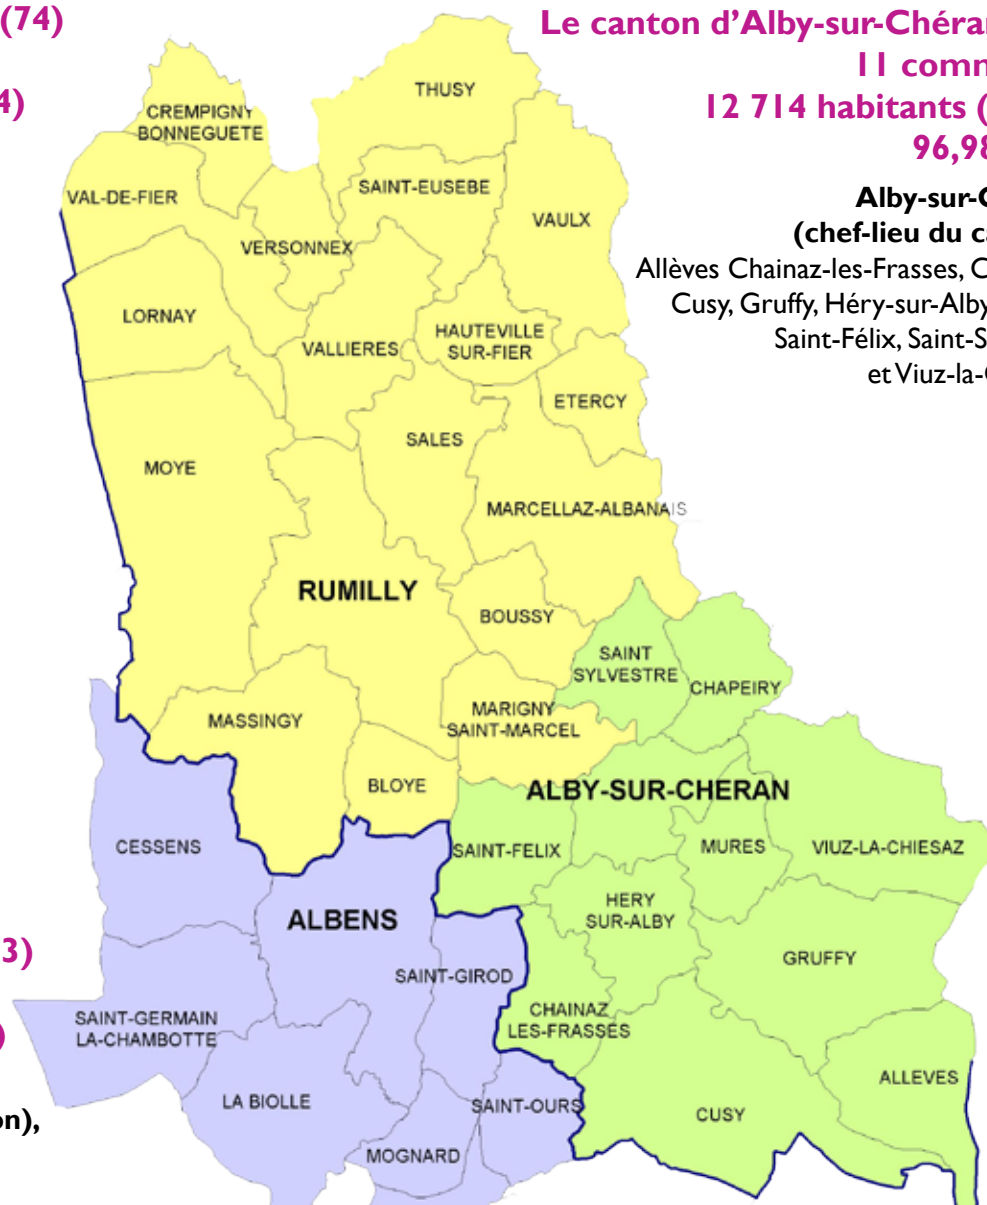 (74)
4)
Le canton d'Alby-sur-Chéran
11 comm
12 714 habitants (
96,98
Alby-sur-C
(chef-lieu du ca
Allèves Chainaz-les-Frasses, C
Cusy, Gruffy, Héry-sur-Alby
Saint-Félix, Saint-S
et Viuz-la-C
THUSY
CREMPIGNY
BONNEGUETE
SAINT-EUSEBE
VAL-DE-FIER
VAULX
VERSONNEX
LORNAY
HAUTEVILLE
SUR-FIER
VALLIERES
ETERCY
SALES
MOYE
MARCELLAZ-ALBANAIS
RUMILLY
BOUSSY
SAINT
SYLVESTRE
CHAPEIRY
MARIGNY
SAINT-MARCEL
MASSINGY
BLOYE
ALBY-SUR-CHERAN
CESSENS
SAINT-FELIX
MURES
VIUZ-LA-CHIESAZ
HERY
SUR-ALBY
ALBENS
GRUFFY
SAINT-GIROD
3)
CHAINAZ
LES-FRASSES
SAINT-GERMAIN
LA-CHAMBOTTE
)
ALLEVES
LA BIOLLE
SAINT-OURS
CUSY
on),
MOGNARD